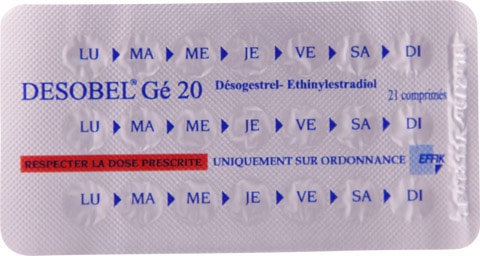 LU ▶ MA ▶ ME ▶ JE ▶ VE ▶ SA ▶ DI
DESOBEL® Gé 20 Désogestrel- Ethinylestradiol 21 comprimés
LU ▶ MA ▶ ME ▶ JE ▶ VE ▶ SA ▶ DI
RESPECTER LA DOSE PRESCRITE UNIQUEMENT SUR ORDONNANCE EFFIK
LU ▶ MA ▶ ME ▶ JE ▶ VE ▶ SA ▶ DI